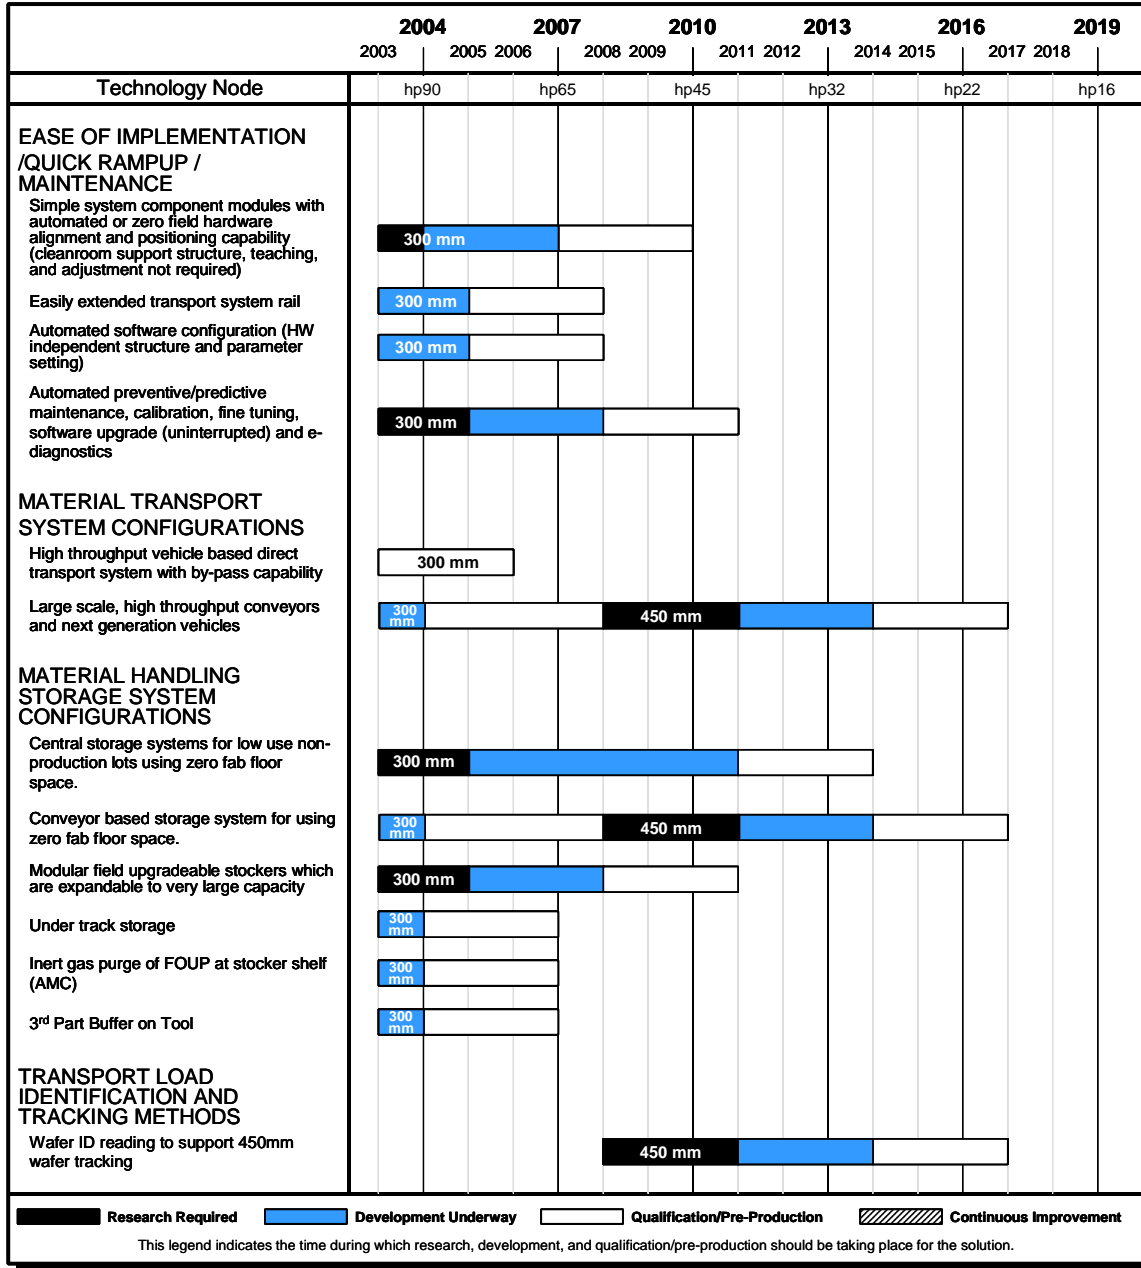 2004 2007 2010 2013 2016 2019
2003 2005 2006 2008 2009 2011 2012 2014 2015 2017 2018
Technology Node hp90 hp65 hp45 hp32 hp22 hp16
EASE OF IMPLEMENTATION
/QUICK RAMPUP /
MAINTENANCE
Simple system component modules with
automated or zero field hardware
alignment and positioning capability
(cleanroom support structure, teaching,
and adjustment not required)
300 mm
Easily extended transport system rail
300 mm
Automated software configuration (HW
independent structure and parameter
setting)
300 mm
Automated preventive/predictive
maintenance, calibration, fine tuning,
software upgrade (uninterrupted) and e-
diagnostics
300 mm
MATERIAL TRANSPORT
SYSTEM CONFIGURATIONS
High throughput vehicle based direct
transport system with by-pass capability
300 mm
Large scale, high throughput conveyors
and next generation vehicles
300
mm
450 mm
MATERIAL HANDLING
STORAGE SYSTEM
CONFIGURATIONS
Central storage systems for low use non-
production lots using zero fab floor
space.
300 mm
Conveyor based storage system for using
zero fab floor space.
300
mm
450 mm
Modular field upgradeable stockers which
are expandable to very large capacity
300 mm
Under track storage
300
mm
Inert gas purge of FOUP at stocker shelf
(AMC)
300
mm
3rd Part Buffer on Tool
300
mm
TRANSPORT LOAD
IDENTIFICATION AND
TRACKING METHODS
Wafer ID reading to support 450mm
wafer tracking
450 mm
Research Required Development Underway Qualification/Pre-Production Continuous Improvement
This legend indicates the time during which research, development, and qualification/pre-production should be taking place for the solution.